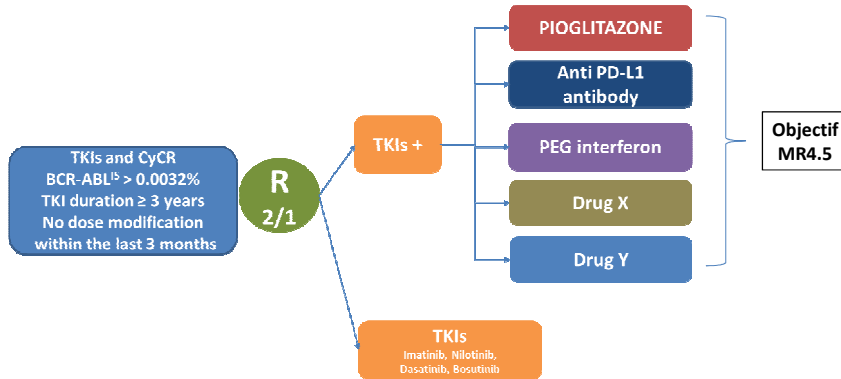 TKIs and CyCR
BCR-ABLᴵˢ > 0.0032%
TKI duration ≥ 3 years
No dose modification
within the last 3 months
R
2/1
TKIs +
PIOGLITAZONE
Anti PD-L1
antibody
PEG interferon
Drug X
Drug Y
Objectif
MR4.5
TKIs
Imatinib, Nilotinib,
Dasatinib, Bosutinib